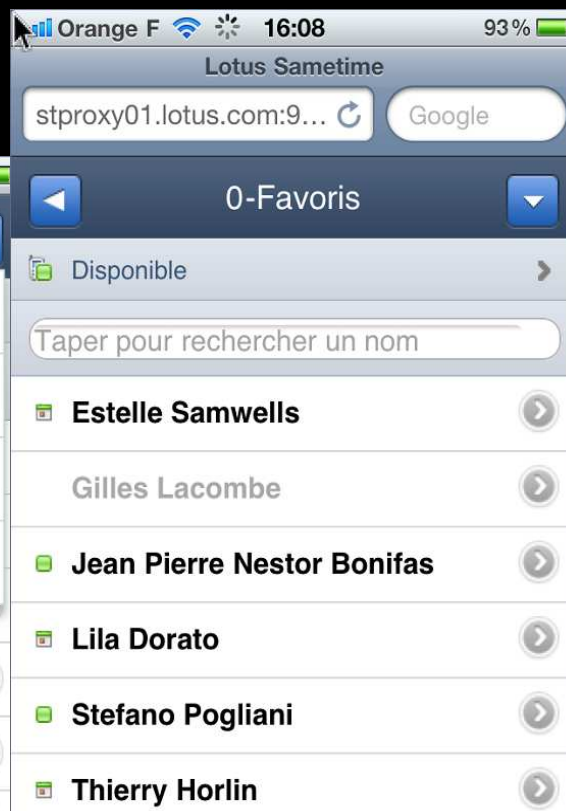 Orange F 16:08 93 %
Lotus Sametime
stproxy01.lotus.com:9... Google
0-Favoris
Disponible
Taper pour rechercher un nom
Estelle Samwells
Gilles Lacombe
Jean Pierre Nestor Bonifas
Lila Dorato
Stefano Pogliani
Thierry Horlin